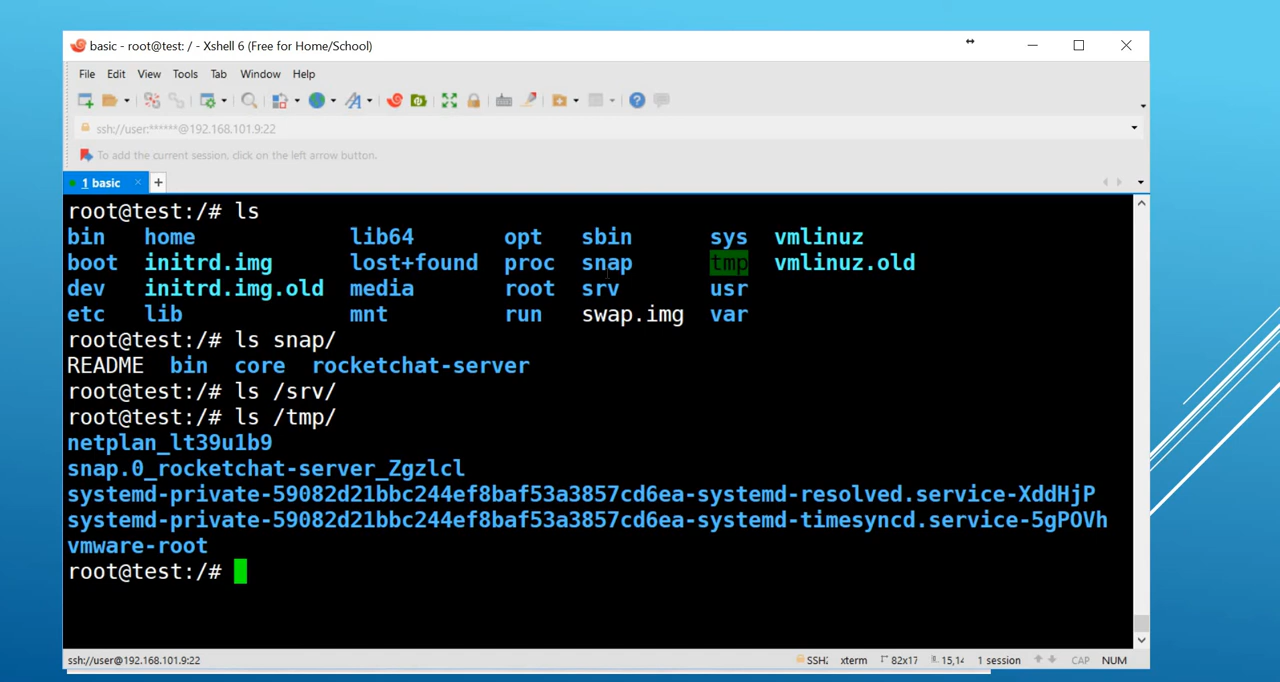 basic - root@test: / - Xshell 6 (Free for Home/School)
File Edit View Tools Tab Window Help
ssh://user:******@192.168.101.9:22
To add the current session, click on the left arrow button.
1 basic
root@test:/# ls
bin home lib64 opt sbin sys vmlinuz
boot initrd.img lost+found proc snap tmp vmlinuz.old
dev initrd.img.old media root srv usr
etc lib mnt run swap.img var
root@test:/# ls snap/
README bin core rocketchat-server
root@test:/# ls /srv/
root@test:/# ls /tmp/
netplan_lt39u1b9
snap.0_rocketchat-server_Zgzlcl
systemd-private-59082d21bbc244ef8baf53a3857cd6ea-systemd-resolved.service-XddHjP
systemd-private-59082d21bbc244ef8baf53a3857cd6ea-systemd-timesyncd.service-5gPOVh
vmware-root
root@test:/#
ssh://user@192.168.101.9:22 SSH2 xterm 82x17 15,14 1 session CAP NUM